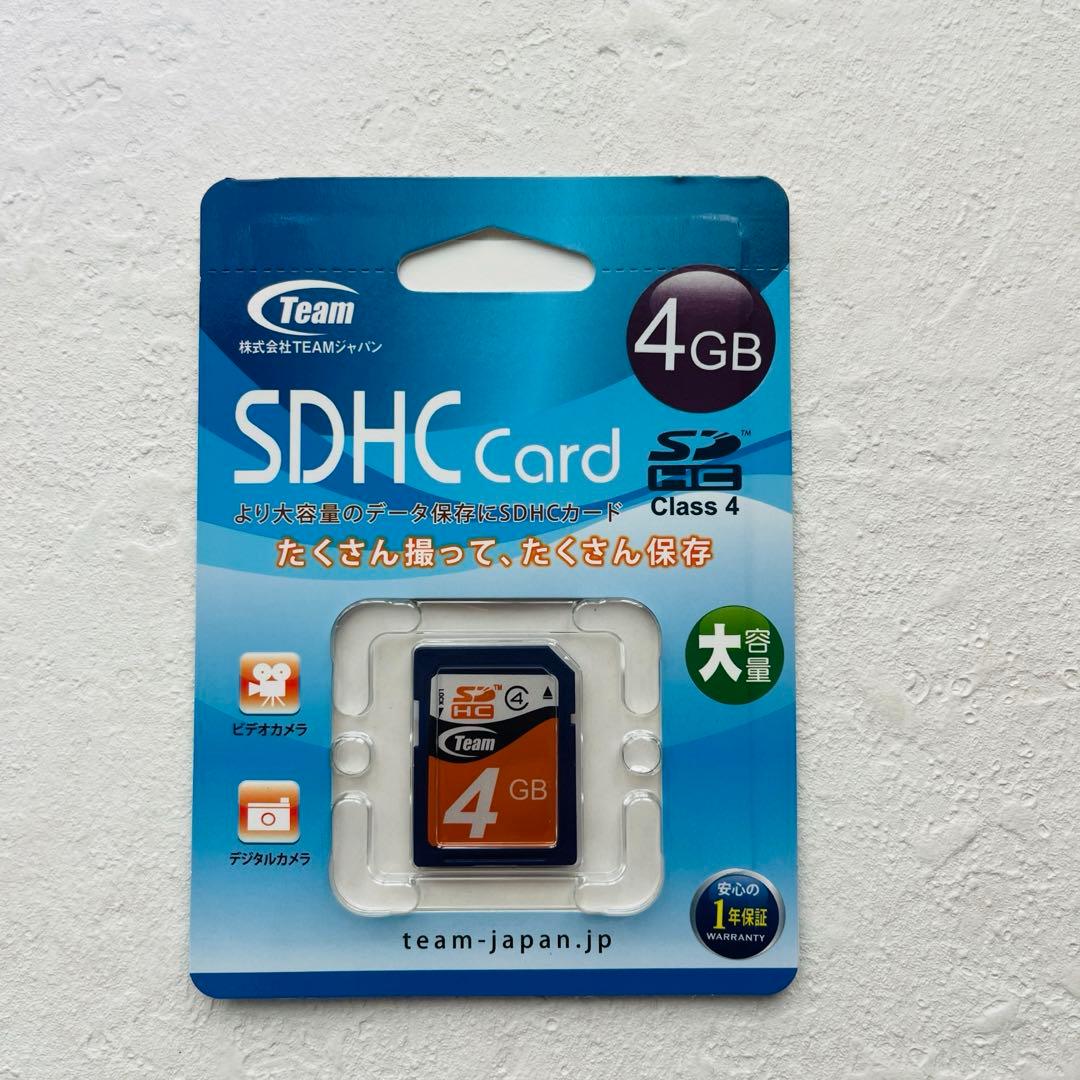 Team
株式会社TEAMジャパン
4GB
SDHC Card
SD HC ™
Class 4
より大容量のデータ保存にSDHCカード
たくさん撮って、たくさん保存
大容量
LOCK
SD HC ™ 4
Team
4 GB
ビデオカメラ
デジタルカメラ
安心の
1年保証
WARRANTY
team-japan.jp